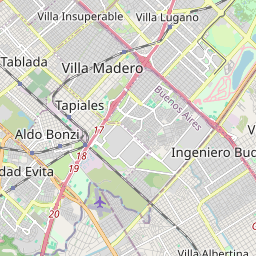 Villa Insuperable
Villa Lugano
Tablada
Villa Madero
Buenos Aires
Tapiales
17
Aldo Bonzi
18
Ingeniero Bud
dad Evita
19
20
Villa Albertina